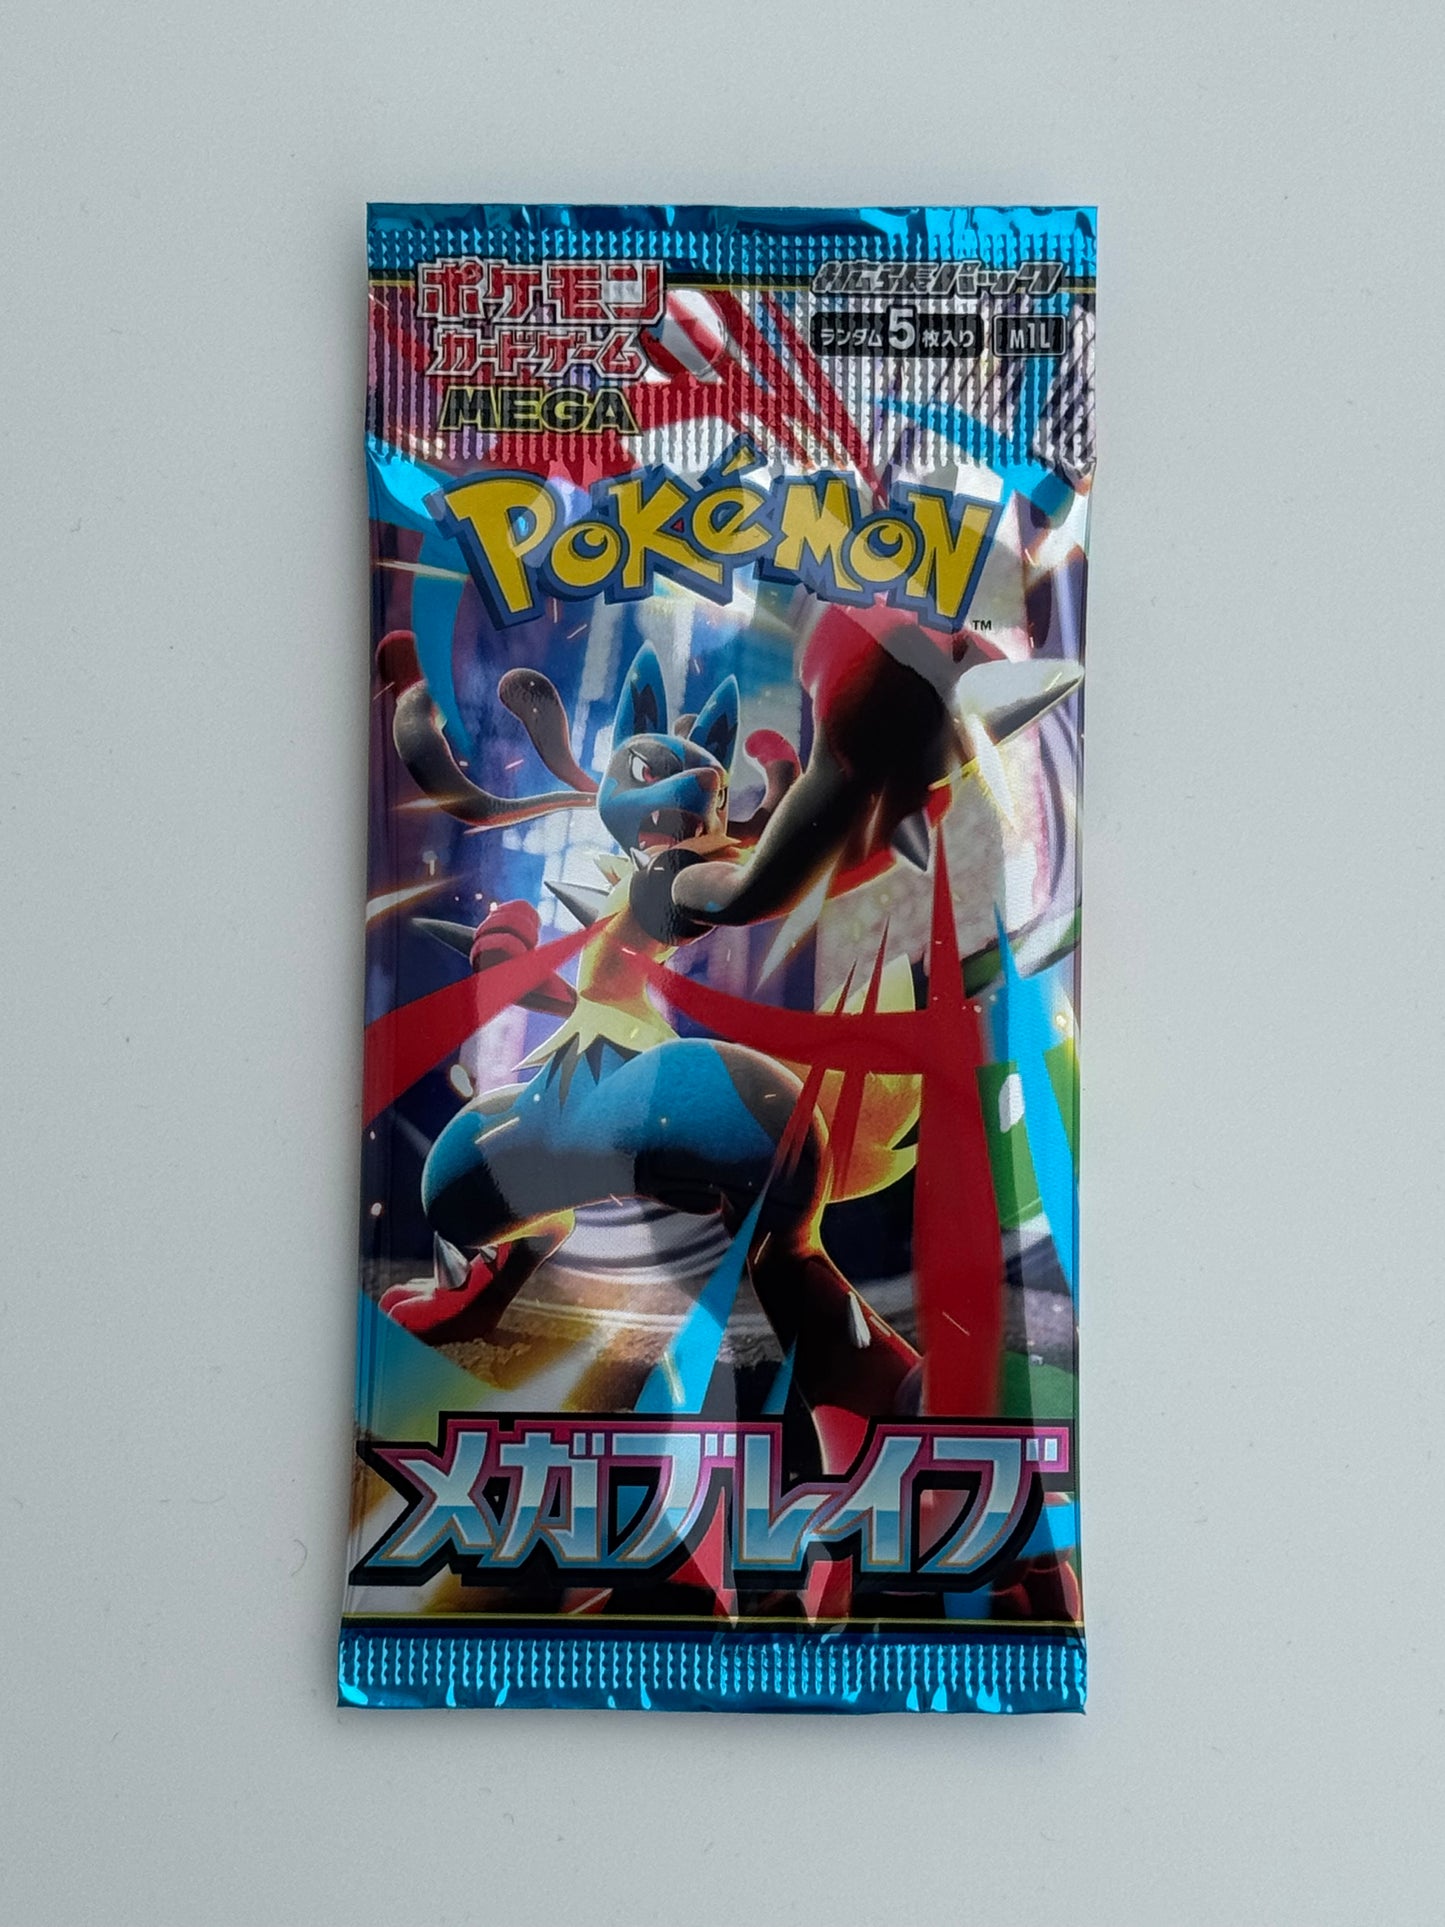 ポケモン
カードゲーム
MEGA
拡張パック
ランダム5枚入り M1L
POKéMON
TM
メガブレイブ